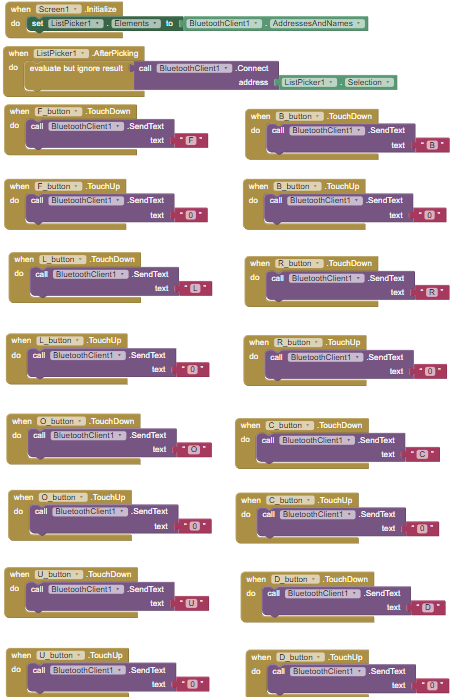 when Screen1 .Initialize
do set ListPicker1 . Elements to BluetoothClient1 . AddressesAndNames
when ListPicker1 .AfterPicking
do evaluate but ignore result call BluetoothClient1 .Connect
address ListPicker1 . Selection
when F_button .TouchDown
do call BluetoothClient1 .SendText
text " F "
when B_button .TouchDown
do call BluetoothClient1 .SendText
text " B "
when F_button .TouchUp
do call BluetoothClient1 .SendText
text " 0 "
when B_button .TouchUp
do call BluetoothClient1 .SendText
text " 0 "
when L_button .TouchDown
do call BluetoothClient1 .SendText
text " L "
when R_button .TouchDown
do call BluetoothClient1 .SendText
text " R "
when L_button .TouchUp
do call BluetoothClient1 .SendText
text " 0 "
when R_button .TouchUp
do call BluetoothClient1 .SendText
text " 0 "
when O_button .TouchDown
do call BluetoothClient1 .SendText
text " O "
when C_button .TouchDown
do call BluetoothClient1 .SendText
text " C "
when O_button .TouchUp
do call BluetoothClient1 .SendText
text " 0 "
when C_button .TouchUp
do call BluetoothClient1 .SendText
text " 0 "
when U_button .TouchDown
do call BluetoothClient1 .SendText
text " U "
when D_button .TouchDown
do call BluetoothClient1 .SendText
text " D "
when U_button .TouchUp
do call BluetoothClient1 .SendText
text " 0 "
when D_button .TouchUp
do call BluetoothClient1 .SendText
text " 0 "